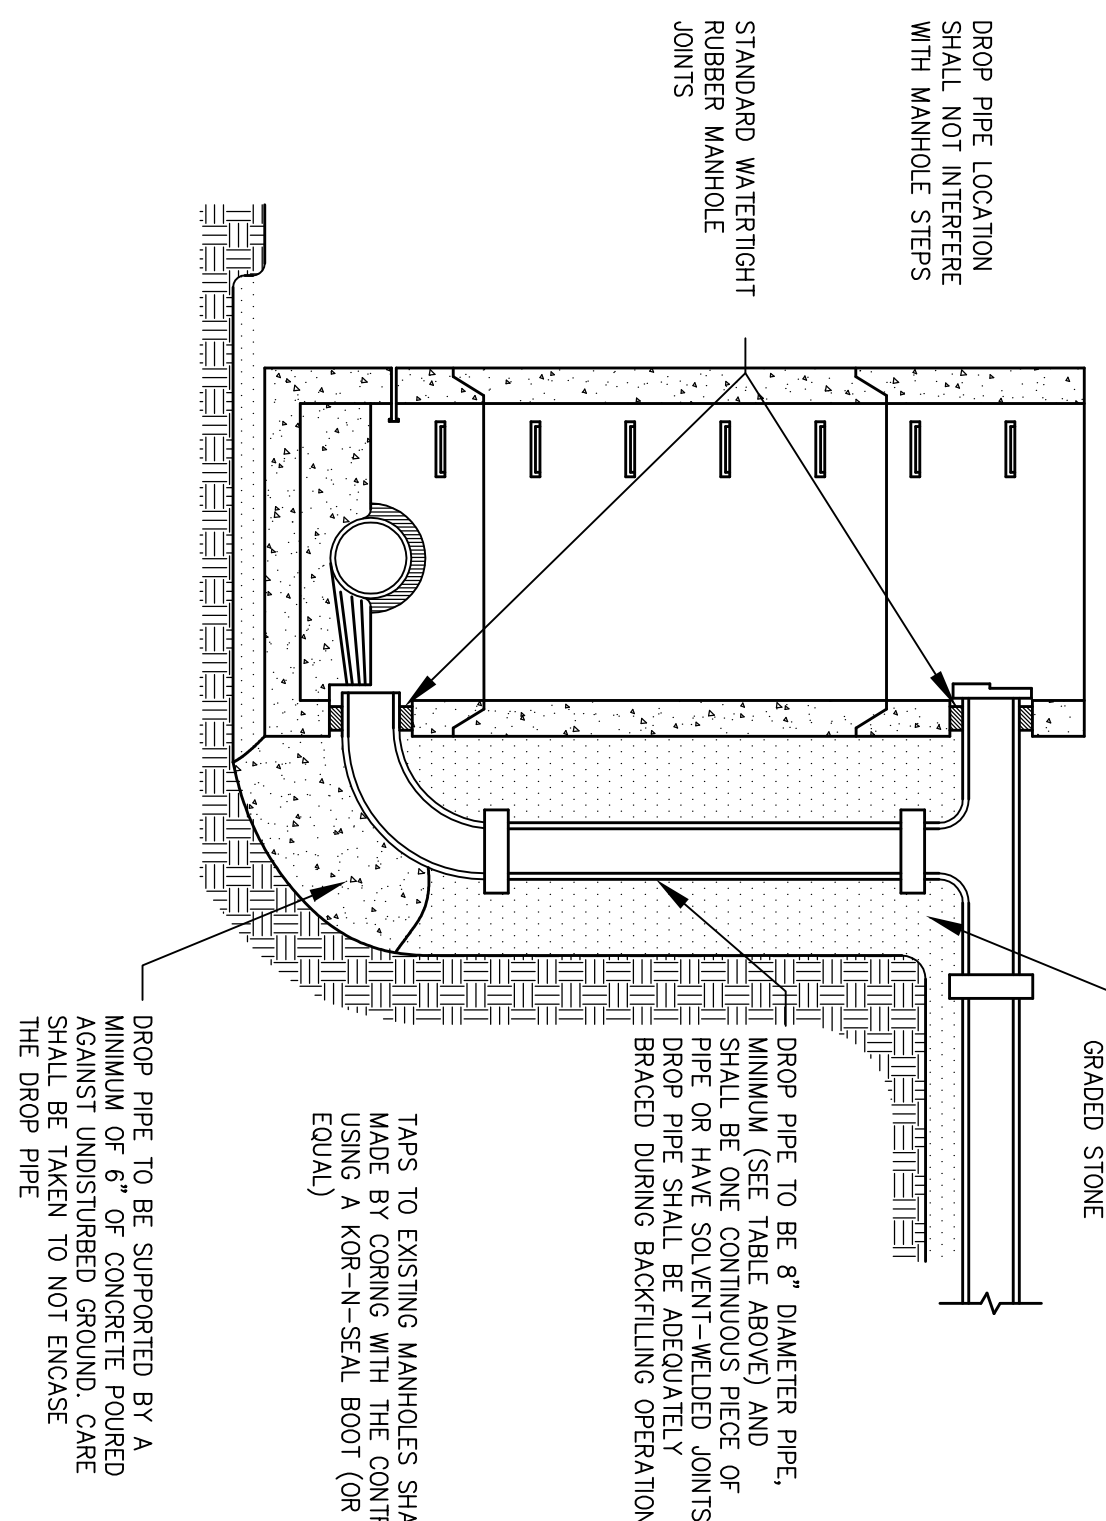 DROP PIPE LOCATION
SHALL NOT INTERFERE
WITH MANHOLE STEPS
STANDARD WATERTIGHT
RUBBER MANHOLE
JOINTS
GRADED STONE
DROP PIPE TO BE 8" DIAMETER PIPE,
MINIMUM (SEE TABLE ABOVE) AND
SHALL BE ONE CONTINUOUS PIECE OF
PIPE OR HAVE SOLVENT-WELDED JOINTS
DROP PIPE SHALL BE ADEQUATELY
BRACED DURING BACKFILLING OPERATION
TAPS TO EXISTING MANHOLES SHA
MADE BY CORING WITH THE CONT
USING A KOR-N-SEAL BOOT (OR
EQUAL)
DROP PIPE TO BE SUPPORTED BY A
MINIMUM OF 6" OF CONCRETE POURED
AGAINST UNDISTURBED GROUND. CARE
SHALL BE TAKEN TO NOT ENCASE
THE DROP PIPE